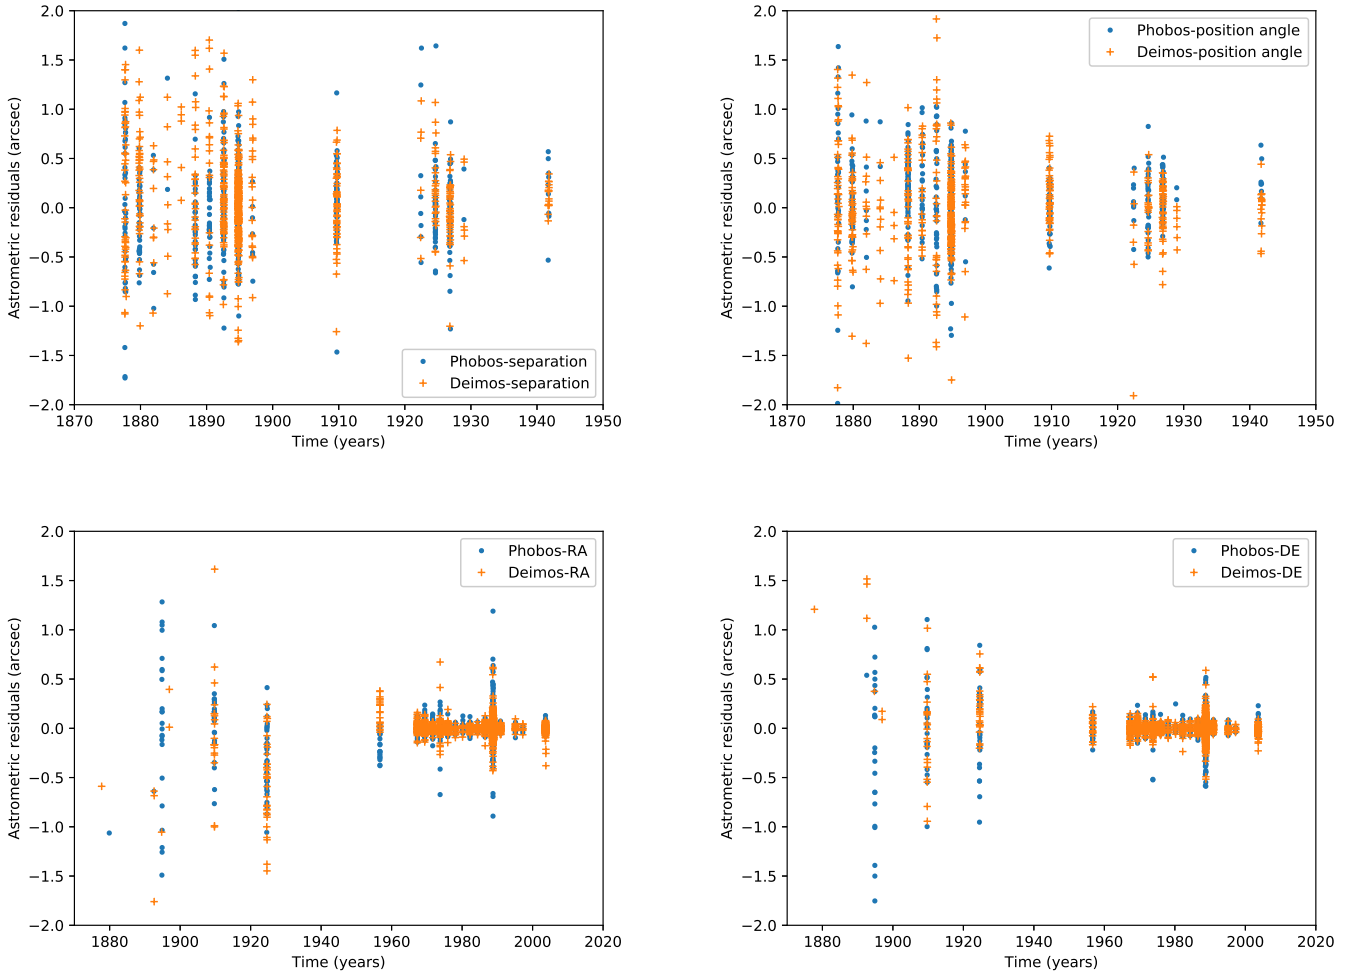 2.0
1.5
1.0
0.5
0.0
−0.5
−1.0
−1.5
−2.0
Astrometric residuals (arcsec)
Phobos-separation
Deimos-separation
1870 1880 1890 1900 1910 1920 1930 1940 1950
Time (years)
2.0
1.5
1.0
0.5
0.0
−0.5
−1.0
−1.5
−2.0
Astrometric residuals (arcsec)
Phobos-position angle
Deimos-position angle
1870 1880 1890 1900 1910 1920 1930 1940 1950
Time (years)
2.0
1.5
1.0
0.5
0.0
−0.5
−1.0
−1.5
−2.0
Astrometric residuals (arcsec)
Phobos-RA
Deimos-RA
1880 1900 1920 1940 1960 1980 2000 2020
Time (years)
2.0
1.5
1.0
0.5
0.0
−0.5
−1.0
−1.5
−2.0
Astrometric residuals (arcsec)
Phobos-DE
Deimos-DE
1880 1900 1920 1940 1960 1980 2000 2020
Time (years)